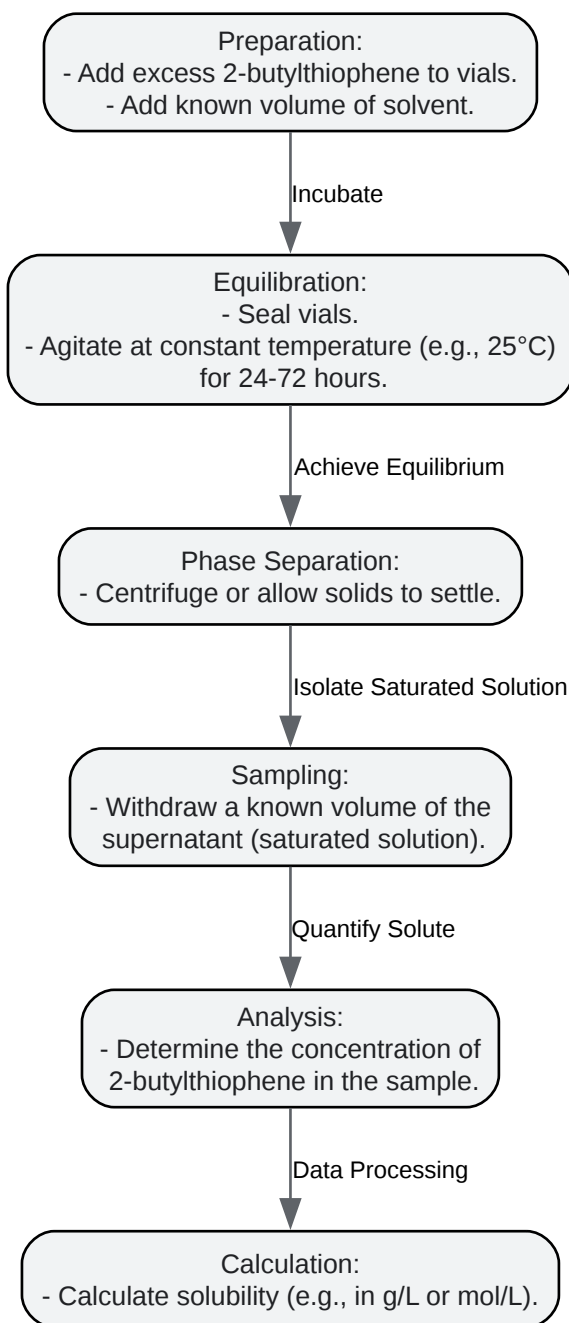 Preparation:
- Add excess 2-butylthiophene to vials.
- Add known volume of solvent.
Incubate
Equilibration:
- Seal vials.
- Agitate at constant temperature (e.g., 25°C)
for 24-72 hours.
Achieve Equilibrium
Phase Separation:
- Centrifuge or allow solids to settle.
Isolate Saturated Solution
Sampling:
- Withdraw a known volume of the
supernatant (saturated solution).
Quantify Solute
Analysis:
- Determine the concentration of
2-butylthiophene in the sample.
Data Processing
Calculation:
- Calculate solubility (e.g., in g/L or mol/L).